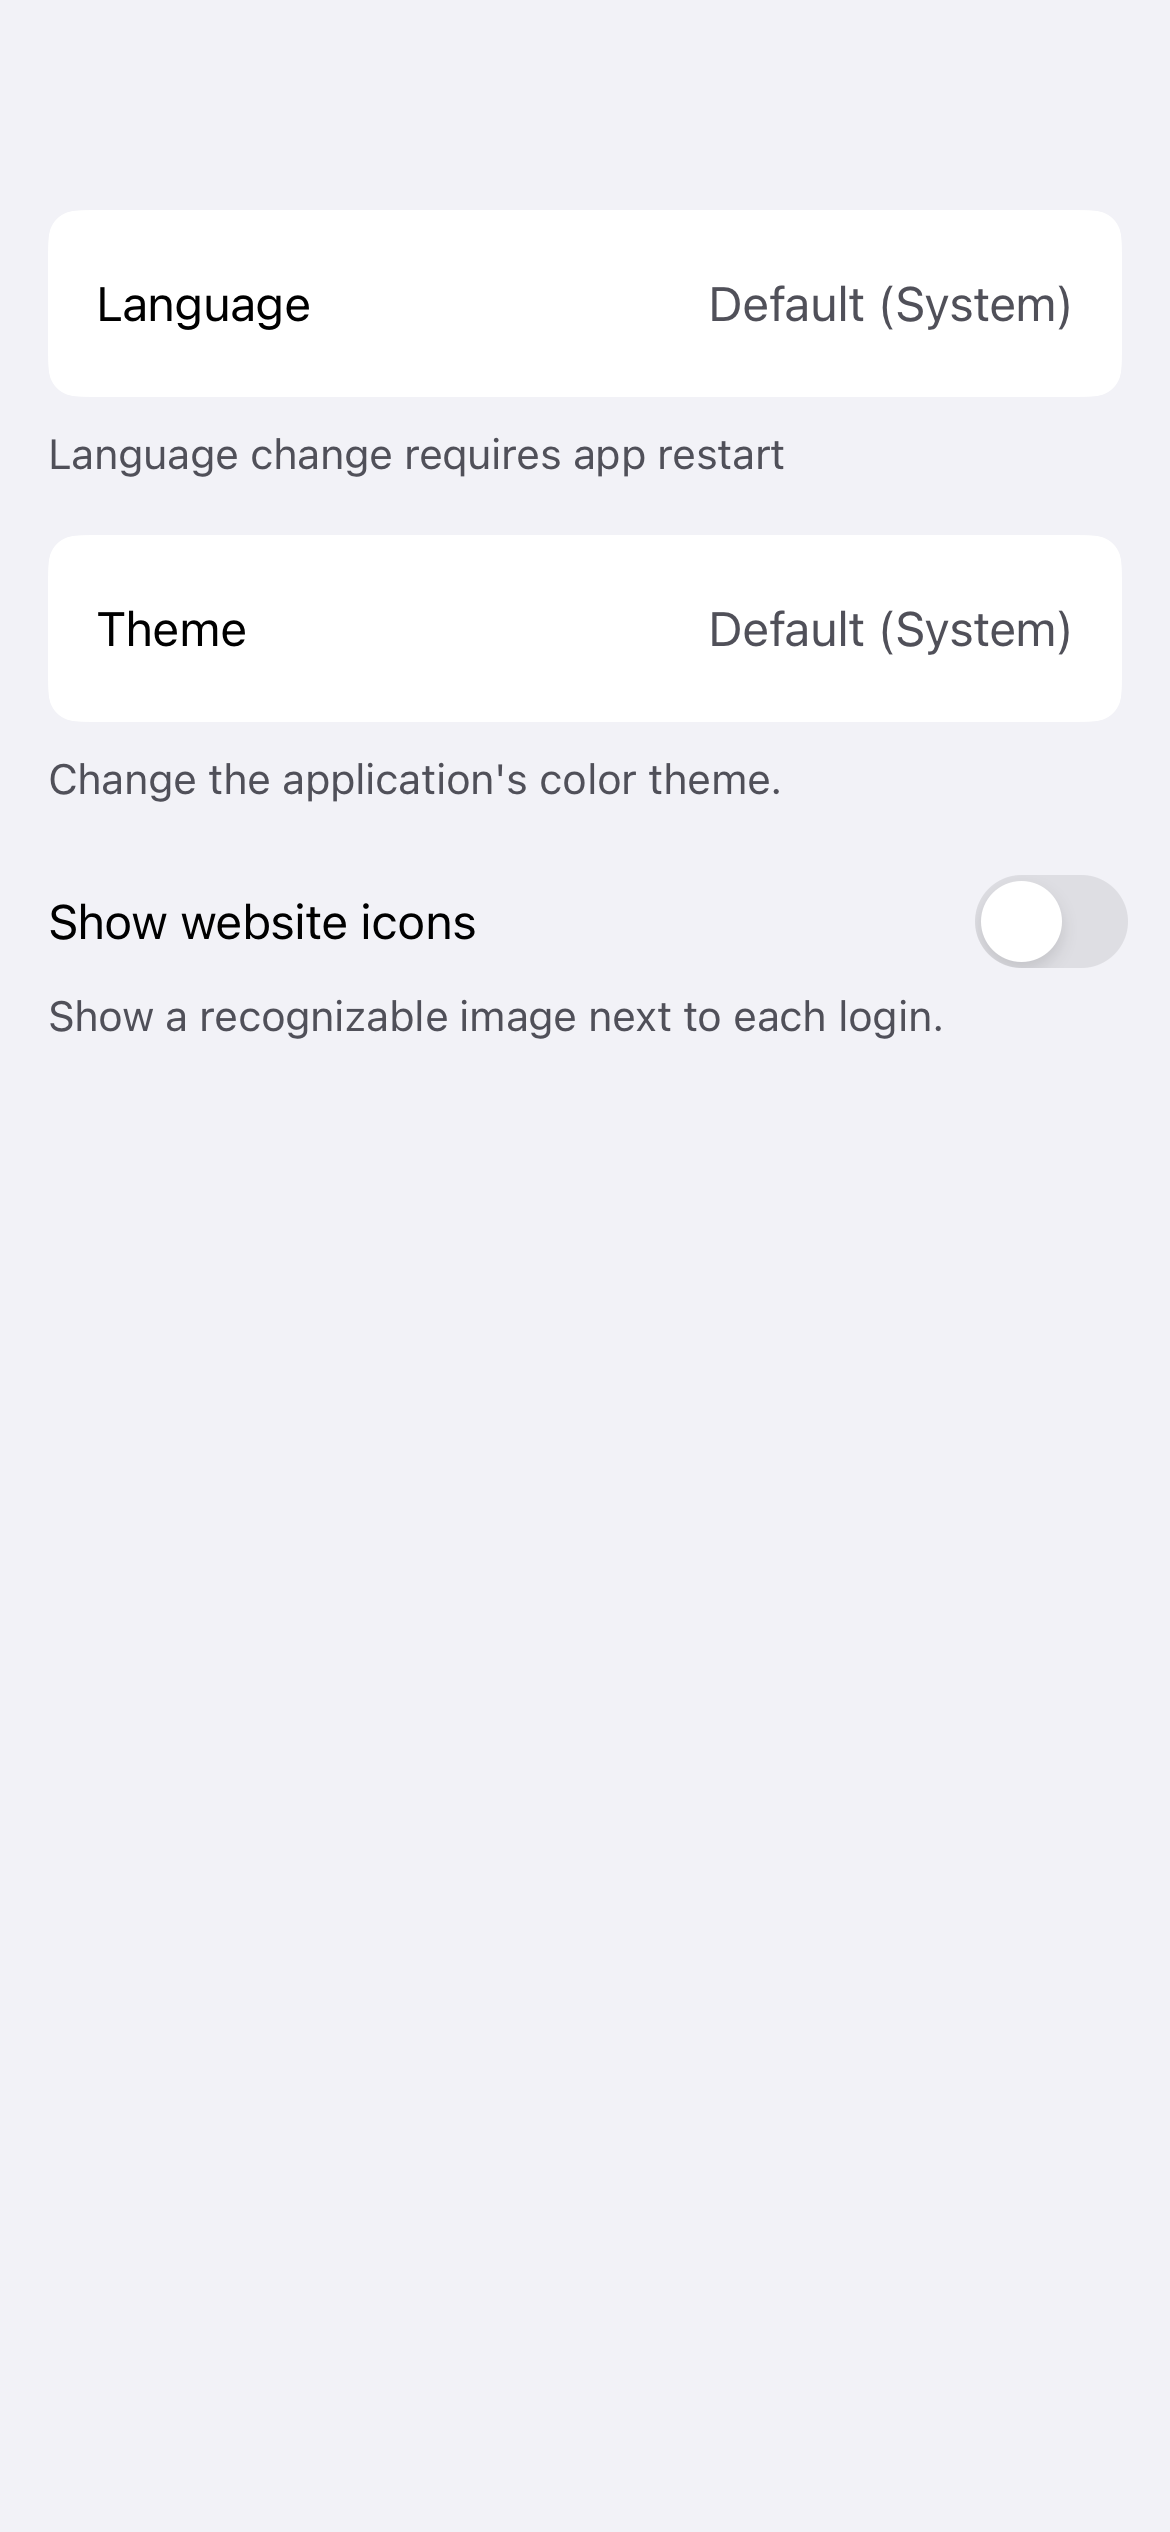 Language Default (System)
Language change requires app restart
Theme Default (System)
Change the application's color theme.
Show website icons
Show a recognizable image next to each login.